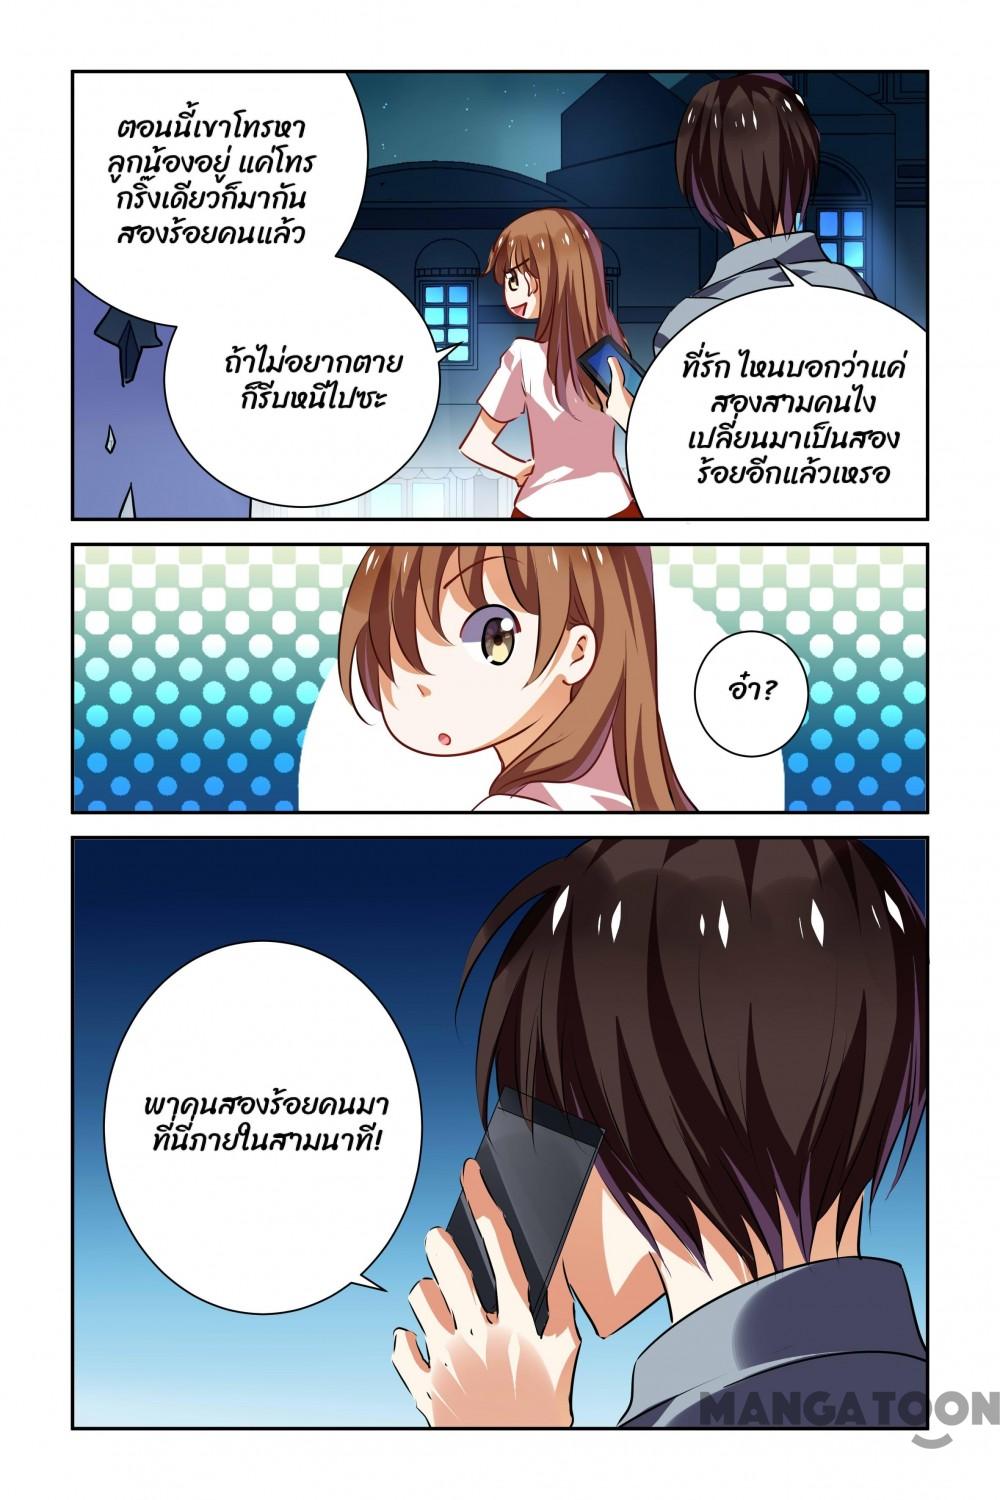 ตอนนี้เขาโทรหา
ลูกน้องอยู่ แค่โทร
กริ๊งเดียวก็มากัน
สองร้อยคนแล้ว
ถ้าไม่อยากตาย
ก็รีบหนีไปซะ
ที่รัก ไหนบอกว่าแค่
สองสามคนไง
เปลี่ยนมาเป็นสอง
ร้อยอีกแล้วเหรอ
อ๋า?
พาคนสองร้อยคนมา
ที่นี่ภายในสามนาที!
MANGATOON